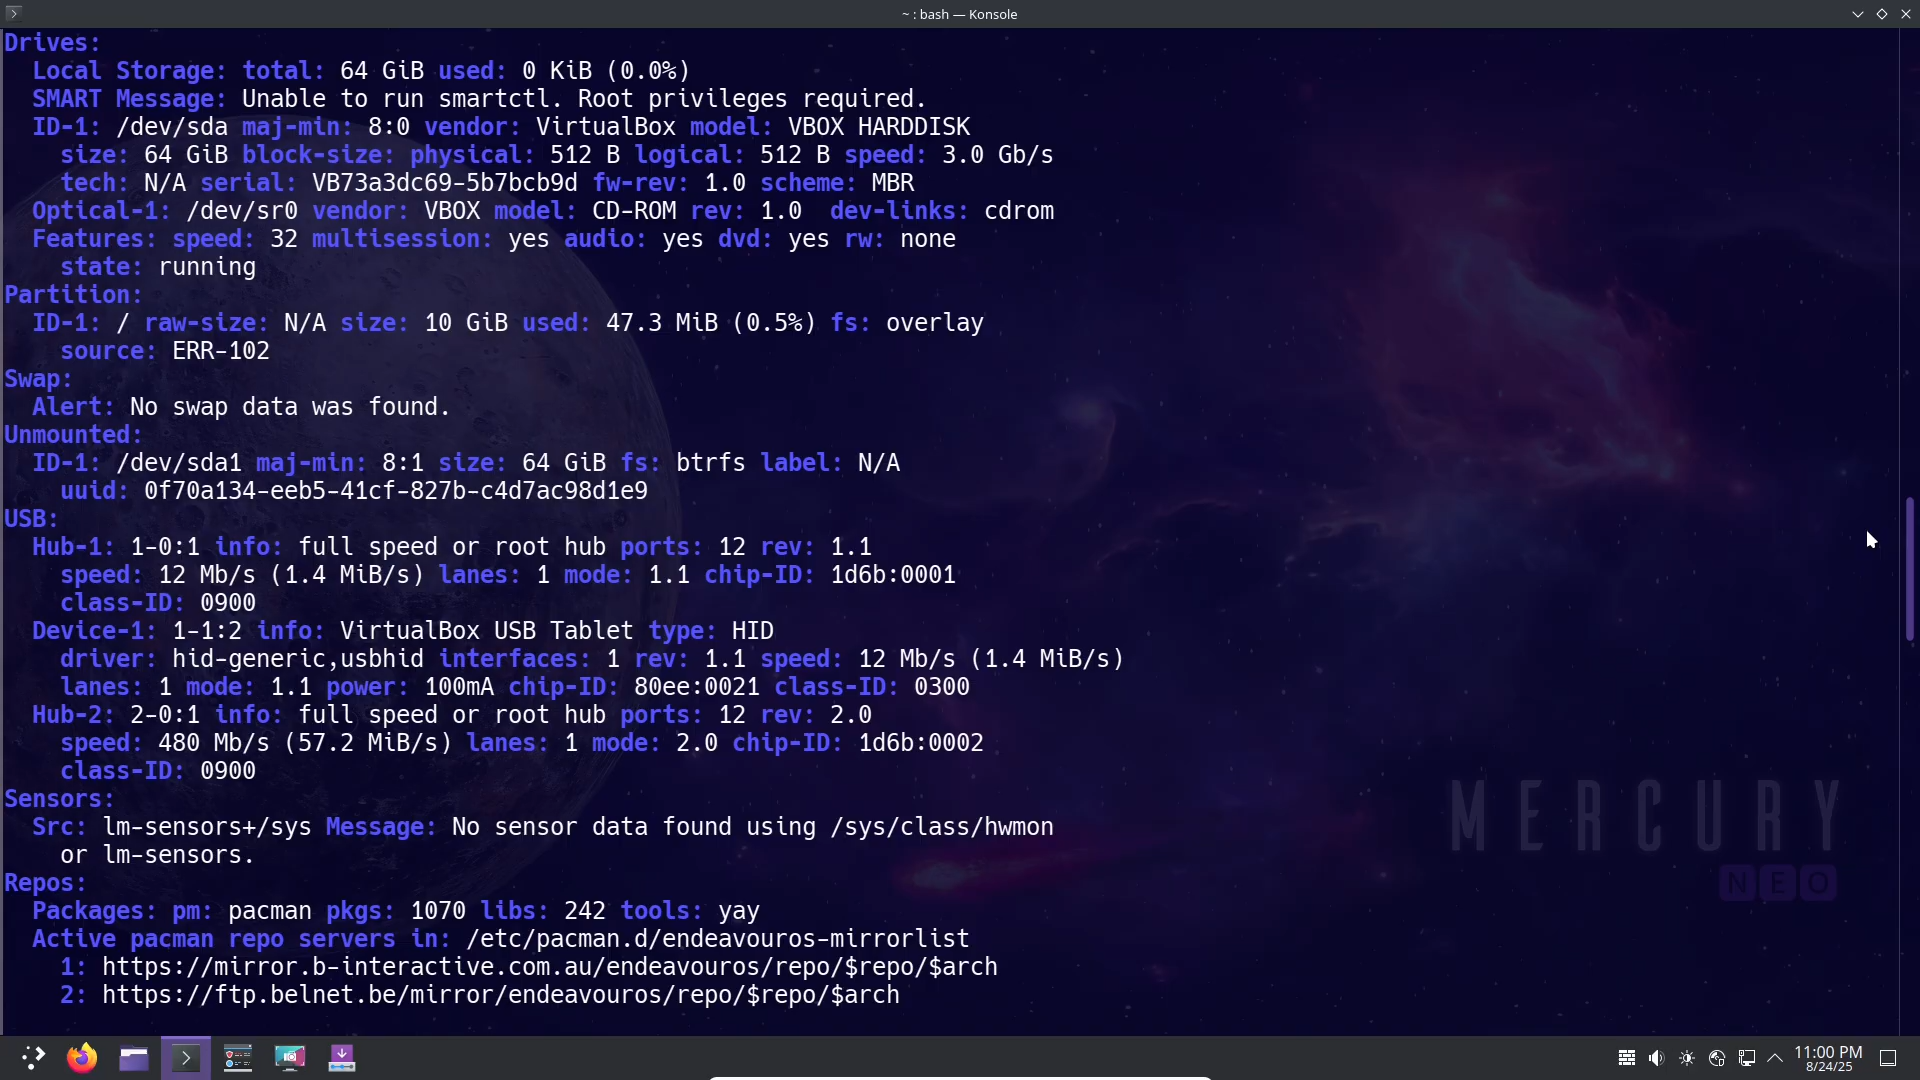 ~ : bash — Konsole
Drives:
Local Storage: total: 64 GiB used: 0 KiB (0.0%)
SMART Message: Unable to run smartctl. Root privileges required.
ID-1: /dev/sda maj-min: 8:0 vendor: VirtualBox model: VBOX HARDDISK
size: 64 GiB block-size: physical: 512 B logical: 512 B speed: 3.0 Gb/s
tech: N/A serial: VB73a3dc69-5b7bcb9d fw-rev: 1.0 scheme: MBR
Optical-1: /dev/sr0 vendor: VBOX model: CD-ROM rev: 1.0 dev-links: cdrom
Features: speed: 32 multisession: yes audio: yes dvd: yes rw: none
state: running
Partition:
ID-1: / raw-size: N/A size: 10 GiB used: 47.3 MiB (0.5%) fs: overlay
source: ERR-102
Swap:
Alert: No swap data was found.
Unmounted:
ID-1: /dev/sda1 maj-min: 8:1 size: 64 GiB fs: btrfs label: N/A
uuid: 0f70a134-eeb5-41cf-827b-c4d7ac98d1e9
USB:
Hub-1: 1-0:1 info: full speed or root hub ports: 12 rev: 1.1
speed: 12 Mb/s (1.4 MiB/s) lanes: 1 mode: 1.1 chip-ID: 1d6b:0001
class-ID: 0900
Device-1: 1-1:2 info: VirtualBox USB Tablet type: HID
driver: hid-generic,usbhid interfaces: 1 rev: 1.1 speed: 12 Mb/s (1.4 MiB/s)
lanes: 1 mode: 1.1 power: 100mA chip-ID: 80ee:0021 class-ID: 0300
Hub-2: 2-0:1 info: full speed or root hub ports: 12 rev: 2.0
speed: 480 Mb/s (57.2 MiB/s) lanes: 1 mode: 2.0 chip-ID: 1d6b:0002
class-ID: 0900
Sensors:
Src: lm-sensors+/sys Message: No sensor data found using /sys/class/hwmon
or lm-sensors.
Repos:
Packages: pm: pacman pkgs: 1070 libs: 242 tools: yay
Active pacman repo servers in: /etc/pacman.d/endeavouros-mirrorlist
1: https://mirror.b-interactive.com.au/endeavouros/repo/$repo/$arch
2: https://ftp.belnet.be/mirror/endeavouros/repo/$repo/$arch
MERCURY
NEO
11:00 PM
8/24/25